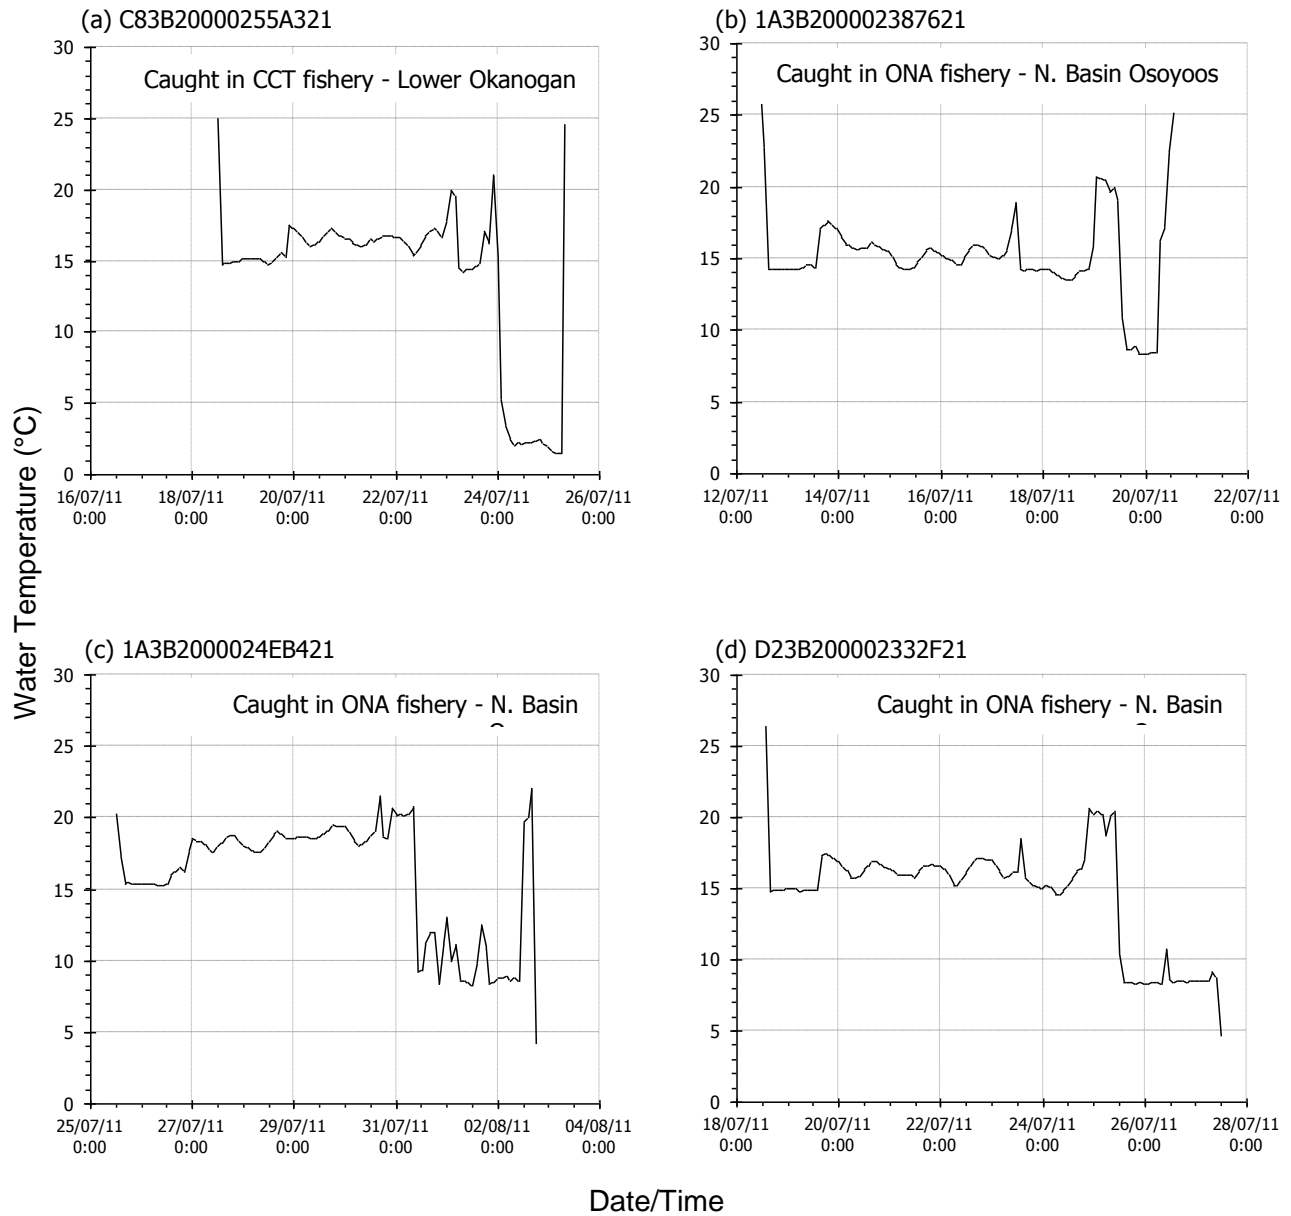 (a) C83B20000255A321
Caught in CCT fishery - Lower Okanogan
30
25
20
15
10
5
0
16/07/11 18/07/11 20/07/11 22/07/11 24/07/11 26/07/11
0:00 0:00 0:00 0:00 0:00 0:00
(b) 1A3B200002387621
Caught in ONA fishery - N. Basin Osoyoos
30
25
20
15
10
5
0
12/07/11 14/07/11 16/07/11 18/07/11 20/07/11 22/07/11
0:00 0:00 0:00 0:00 0:00 0:00
Water Temperature (°C)
(c) 1A3B2000024EB421
Caught in ONA fishery - N. Basin
30
25
20
15
10
5
0
25/07/11 27/07/11 29/07/11 31/07/11 02/08/11 04/08/11
0:00 0:00 0:00 0:00 0:00 0:00
(d) D23B200002332F21
Caught in ONA fishery - N. Basin
30
25
20
15
10
5
0
18/07/11 20/07/11 22/07/11 24/07/11 26/07/11 28/07/11
0:00 0:00 0:00 0:00 0:00 0:00
Date/Time